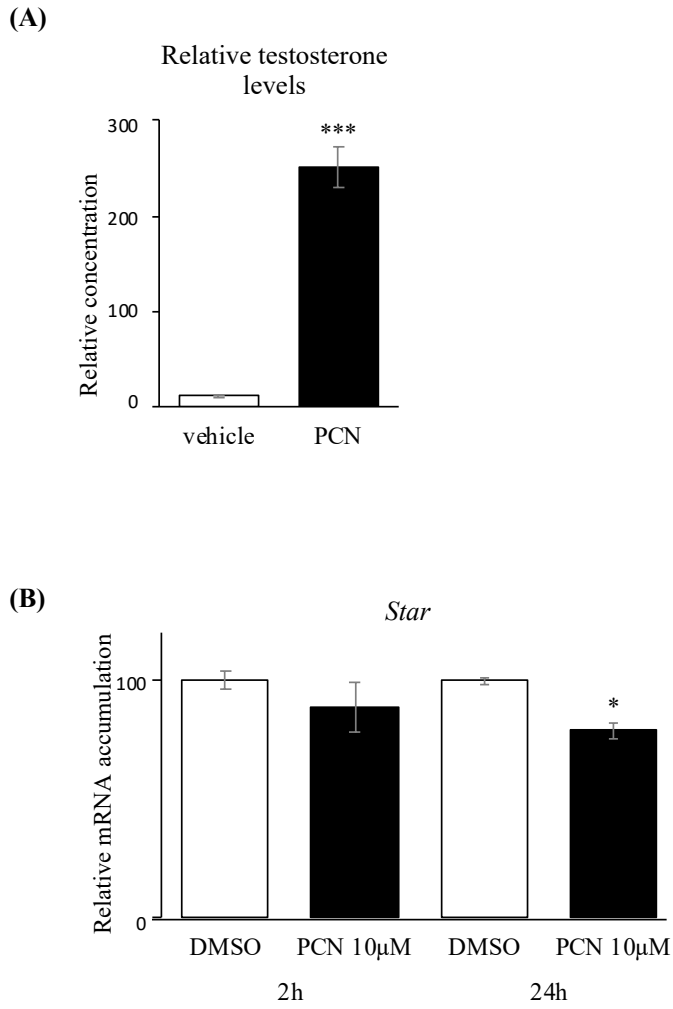 (A)
Relative testosterone
levels
Relative concentration
300
200
100
0
***
vehicle PCN
(B)
Star
Relative mRNA accumulation
100
0
*
DMSO PCN 10µM DMSO PCN 10µM
2h 24h